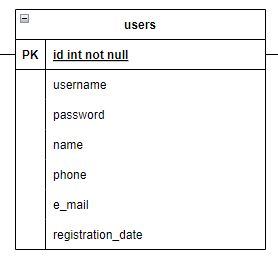 users
PK id int not null
username
password
name
phone
e_mail
registration_date